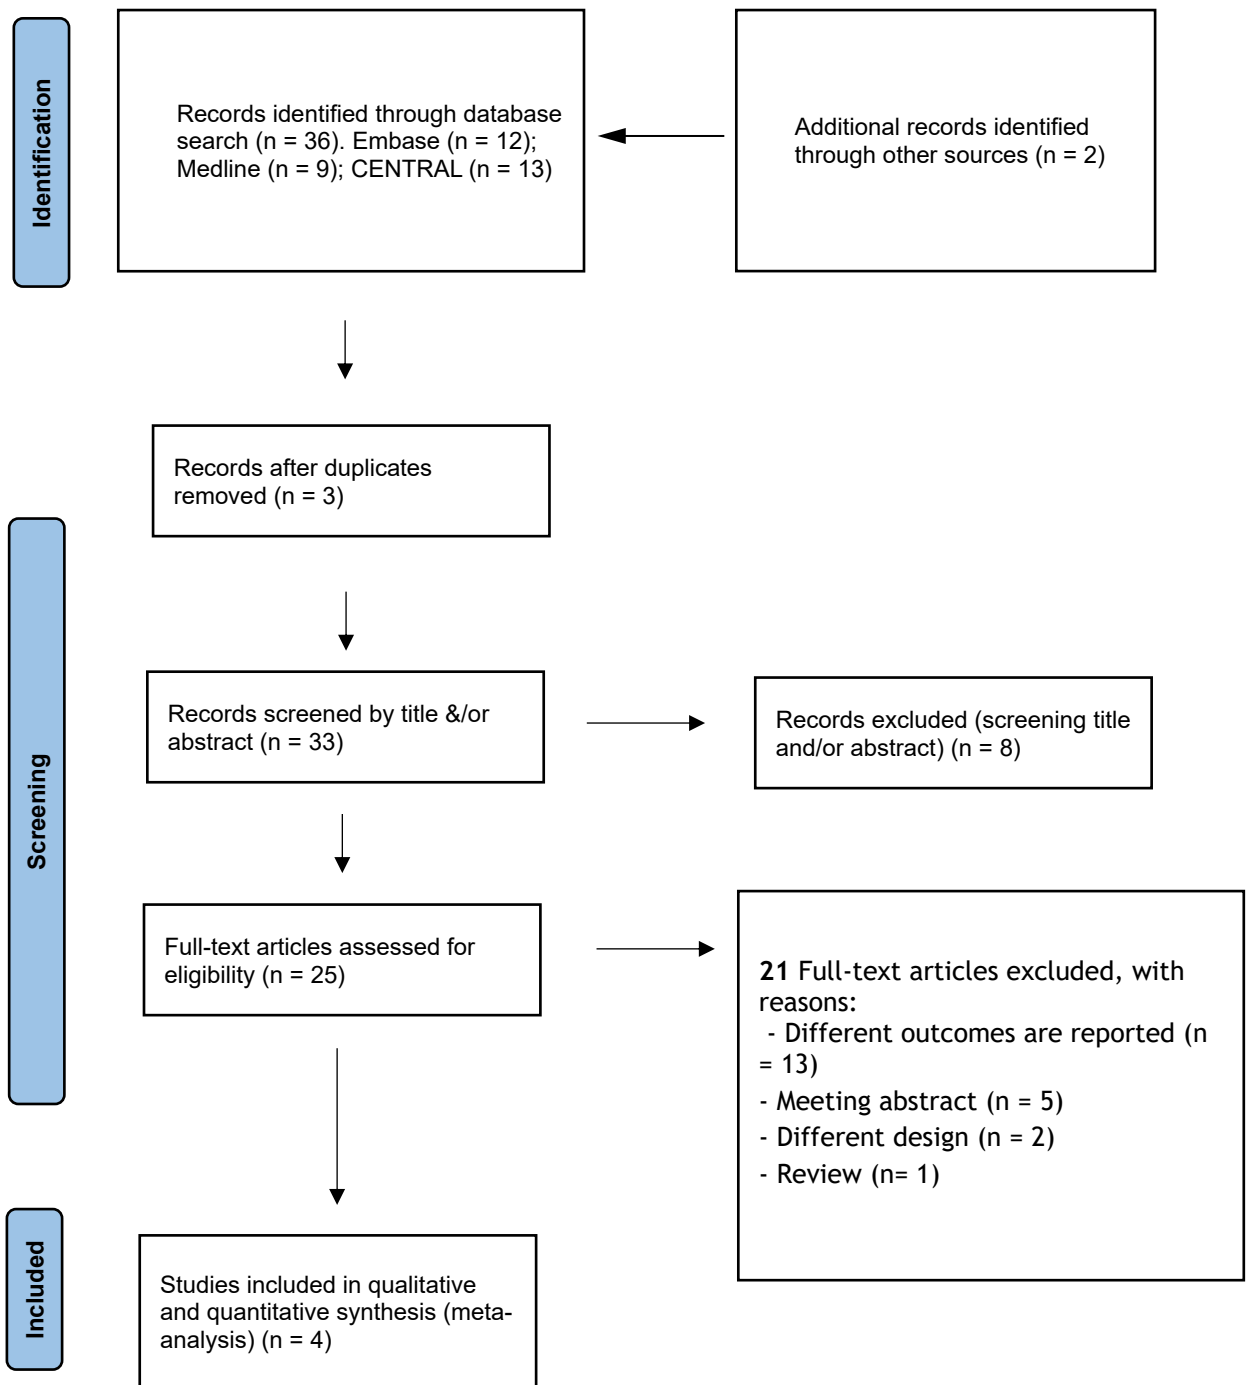 Identification
Records identified through database
search (n = 36). Embase (n = 12);
Medline (n = 9); CENTRAL (n = 13)
Additional records identified
through other sources (n = 2)
Records after duplicates
removed (n = 3)
Screening
Records screened by title &/or
abstract (n = 33)
Records excluded (screening title
and/or abstract) (n = 8)
Full-text articles assessed for
eligibility (n = 25)
21 Full-text articles excluded, with
reasons:
- Different outcomes are reported (n
= 13)
- Meeting abstract (n = 5)
- Different design (n = 2)
- Review (n= 1)
Included
Studies included in qualitative
and quantitative synthesis (meta-
analysis) (n = 4)